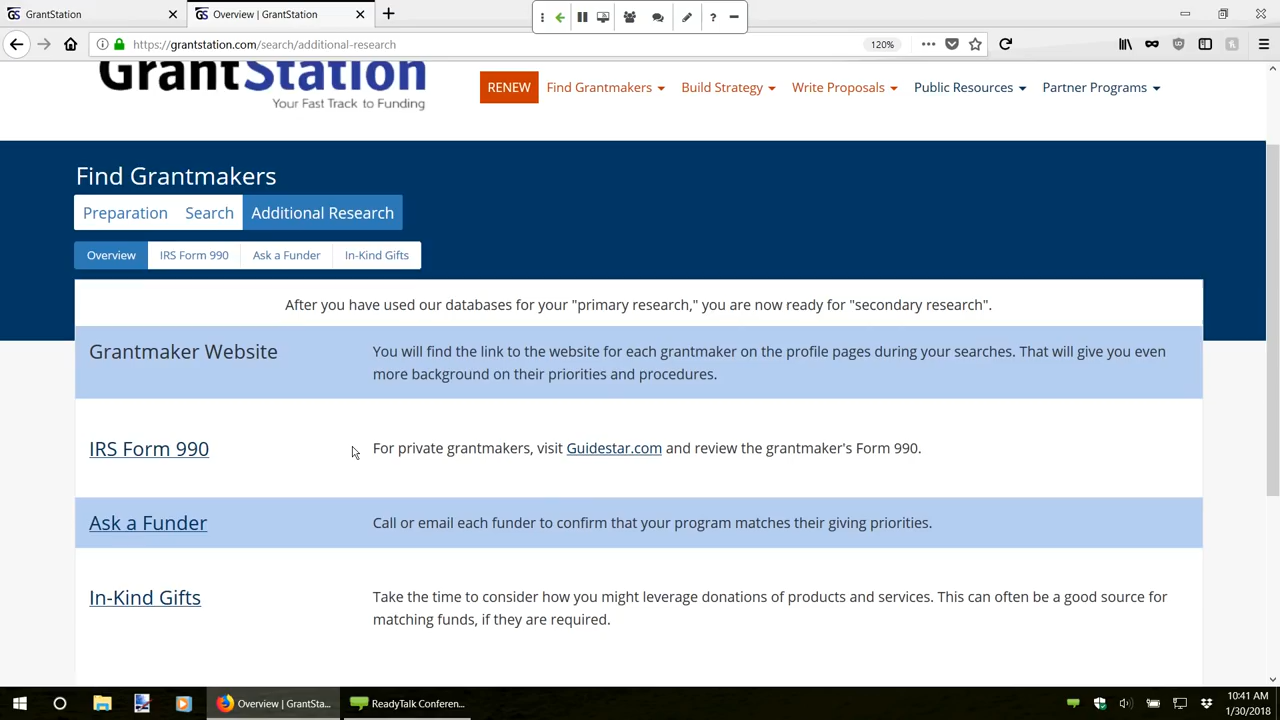 GrantStation
Overview | GrantStation
https://grantstation.com/search/additional-research
120%
GrantStation
Your Fast Track to Funding
RENEW
Find Grantmakers
Build Strategy
Write Proposals
Public Resources
Partner Programs
Find Grantmakers
Preparation
Search
Additional Research
Overview
IRS Form 990
Ask a Funder
In-Kind Gifts
After you have used our databases for your "primary research," you are now ready for "secondary research".
Grantmaker Website
You will find the link to the website for each grantmaker on the profile pages during your searches. That will give you even
more background on their priorities and procedures.
IRS Form 990
For private grantmakers, visit Guidestar.com and review the grantmaker's Form 990.
Ask a Funder
Call or email each funder to confirm that your program matches their giving priorities.
In-Kind Gifts
Take the time to consider how you might leverage donations of products and services. This can often be a good source for
matching funds, if they are required.
Overview | GrantSta...
ReadyTalk Conferen...
10:41 AM
1/30/2018